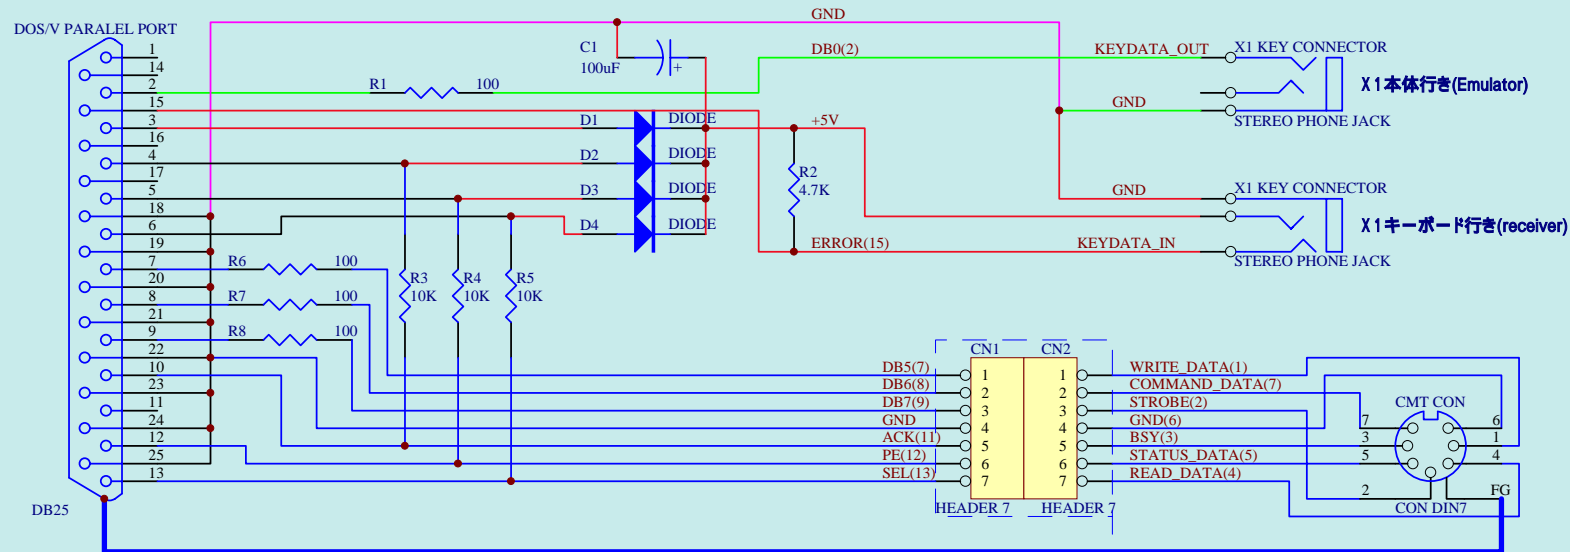 GND
DOS/V PARALEL PORT
C1
100uF
+
DB0(2)
KEYDATA_OUT
X1 KEY CONNECTOR
1
14
2
R1
100
X1本体行き(Emulator)
15
GND
3
D1
DIODE
+5V
STEREO PHONE JACK
16
4
D2
DIODE
17
R2
4.7K
5
D3
DIODE
GND
X1 KEY CONNECTOR
18
6
D4
DIODE
X1キーボード行き(receiver)
19
ERROR(15)
KEYDATA_IN
7
R6
100
STEREO PHONE JACK
20
R3
10K
R4
10K
R5
10K
8
R7
100
21
9
R8
100
22
CN1
CN2
10
DB5(7)
1
1
WRITE_DATA(1)
23
DB6(8)
2
2
COMMAND_DATA(7)
11
DB7(9)
3
3
STROBE(2)
CMT CON
24
GND
4
4
GND(6)
7
6
12
ACK(11)
5
5
BSY(3)
3
1
25
PE(12)
6
6
STATUS_DATA(5)
5
4
13
SEL(13)
7
7
READ_DATA(4)
2
FG
DB25
HEADER 7
HEADER 7
CON DIN7